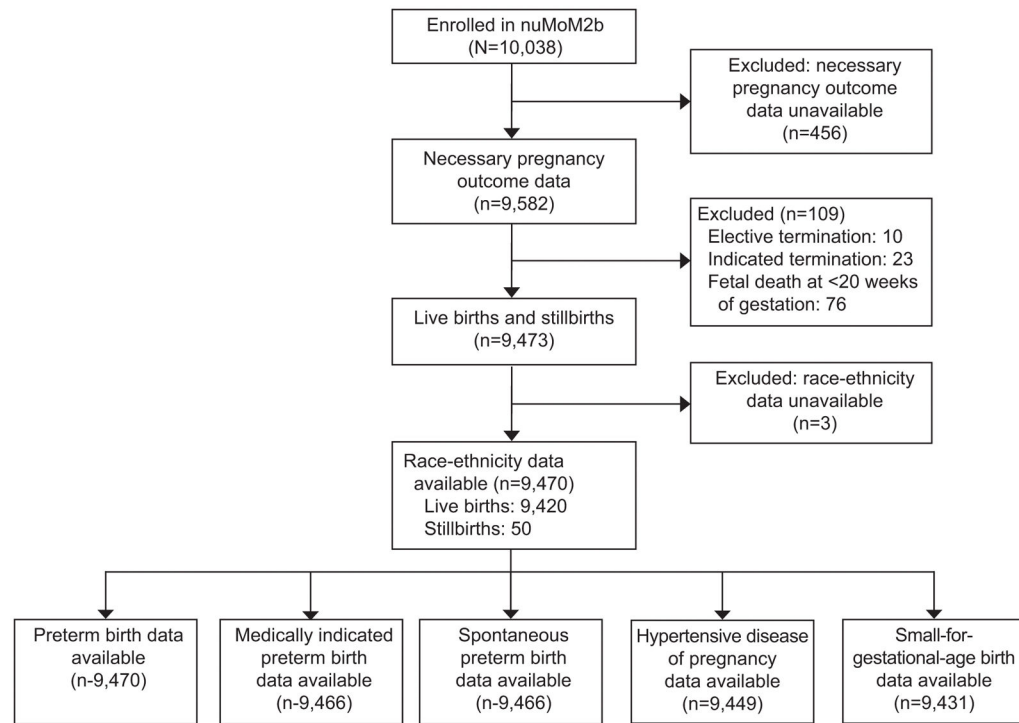 Enrolled in nuMoM2b
(N=10,038)
Excluded: necessary
pregnancy outcome
data unavailable
(n=456)
Necessary pregnancy
outcome data
(n=9,582)
Excluded (n=109)
Elective termination: 10
Indicated termination: 23
Fetal death at <20 weeks
of gestation: 76
Live births and stillbirths
(n=9,473)
Excluded: race-ethnicity
data unavailable
(n=3)
Race-ethnicity data
available (n=9,470)
Live births: 9,420
Stillbirths: 50
Preterm birth data
available
(n-9,470)
Medically indicated
preterm birth
data available
(n-9,466)
Spontaneous
preterm birth
data available
(n-9,466)
Hypertensive disease
of pregnancy
data available
(n=9,449)
Small-for-
gestational-age birth
data available
(n=9,431)